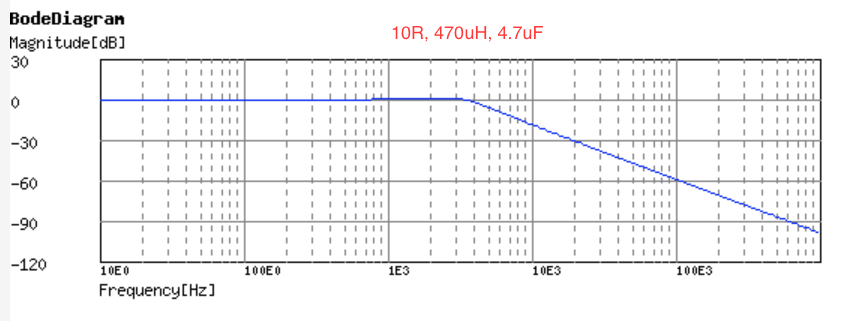 BodeDiagram
Magnitude[dB]
10R, 470uH, 4.7uF
30
0
-30
-60
-90
-120
10E0 100E0 1E3 10E3 100E3
Frequency[Hz]